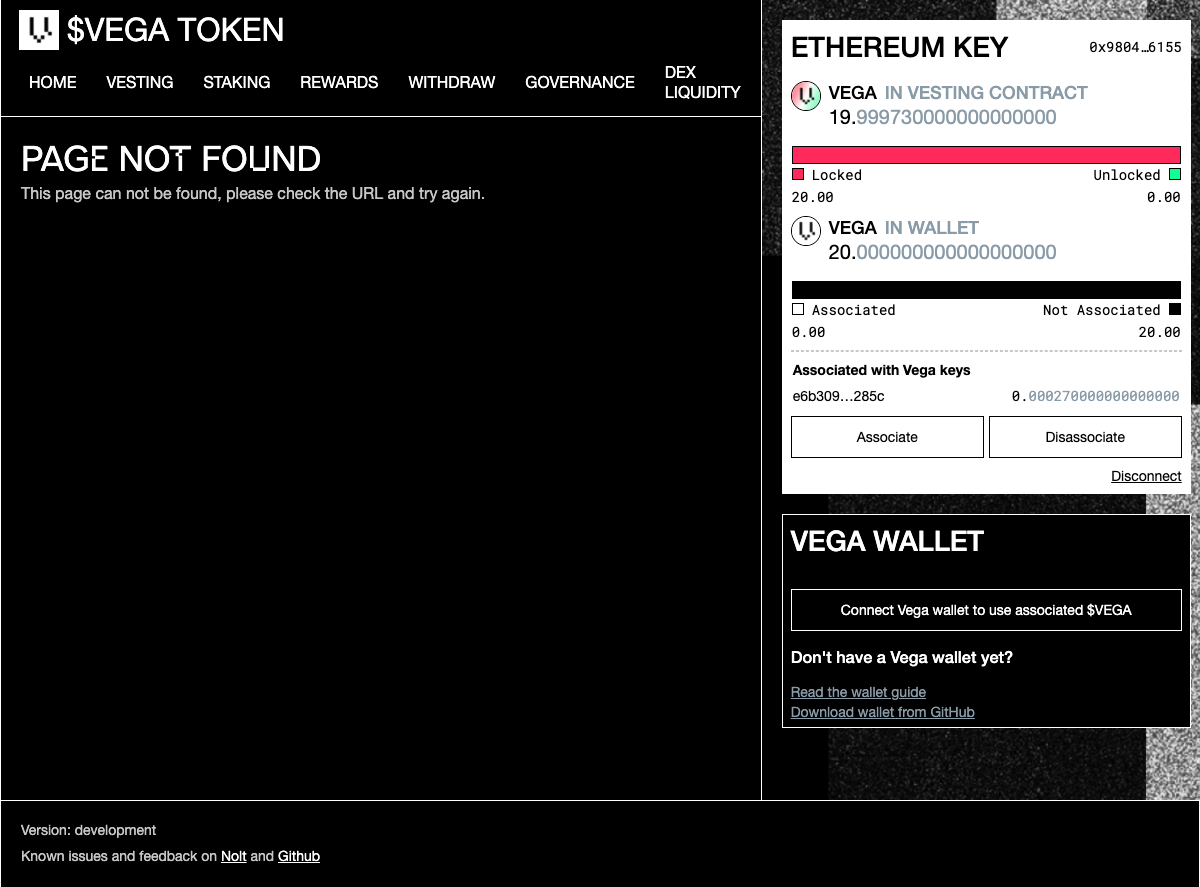 $VEGA TOKEN
HOME VESTING STAKING REWARDS WITHDRAW GOVERNANCE DEX LIQUIDITY
PAGE NOT FOUND
This page can not be found, please check the URL and try again.
ETHEREUM KEY 0x9804…6155
VEGA IN VESTING CONTRACT
19.999730000000000000
Locked Unlocked
20.00 0.00
VEGA IN WALLET
20.000000000000000000
Associated Not Associated
0.00 20.00
Associated with Vega keys
e6b309…285c 0.000270000000000000
Associate Disassociate
Disconnect
VEGA WALLET
Connect Vega wallet to use associated $VEGA
Don't have a Vega wallet yet?
Read the wallet guide
Download wallet from GitHub
Version: development
Known issues and feedback on Nolt and Github